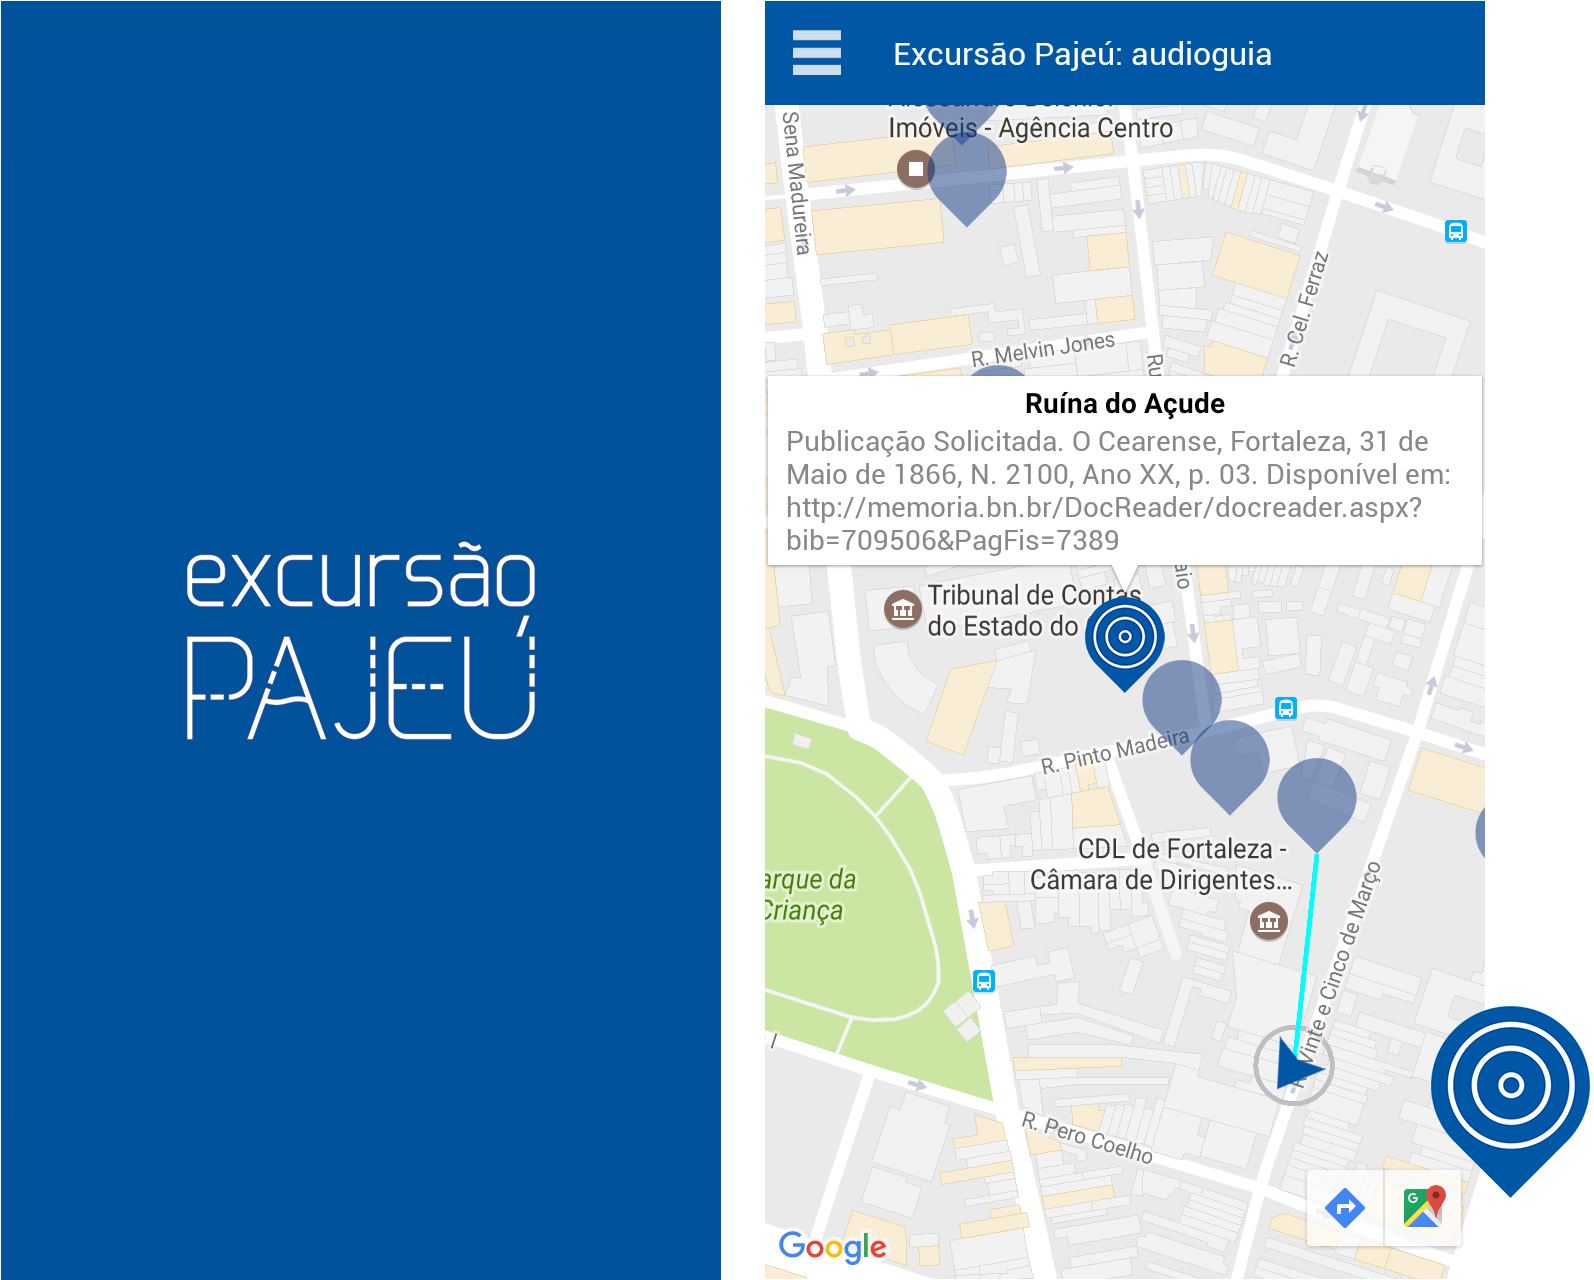 excursão
PAJEÚ
Excursão Pajeú: audioguia
Imóveis - Agência Centro
Sena Madureira
R. Cel. Ferraz
R. Melvin Jones
Ru
Ruína do Açude
Publicação Solicitada. O Cearense, Fortaleza, 31 de
Maio de 1866, N. 2100, Ano XX, p. 03. Disponível em:
http://memoria.bn.br/DocReader/docreader.aspx?
bib=709506&PagFis=7389
aio
Tribunal de Contas
do Estado do
R. Pinto Madeira
CDL de Fortaleza -
Câmara de Dirigentes...
arque da
Criança
R. Vinte e Cinco de Março
R. Pero Coelho
G
Google